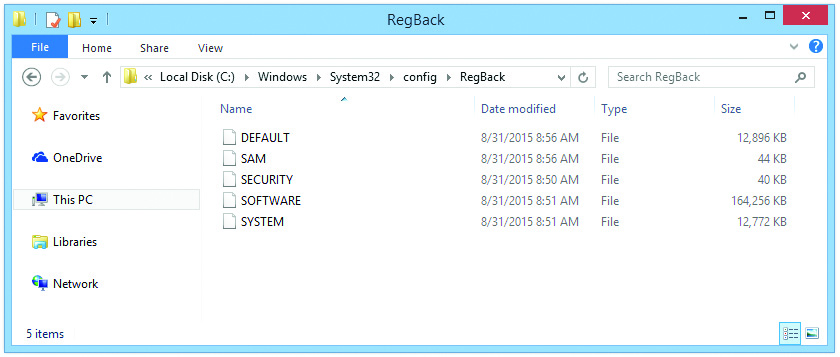 RegBack
File Home Share View
« Local Disk (C:) Windows System32 config RegBack Search RegBack
Favorites
OneDrive
This PC
Libraries
Network
Name Date modified Type Size
DEFAULT 8/31/2015 8:56 AM File 12,896 KB
SAM 8/31/2015 8:56 AM File 44 KB
SECURITY 8/31/2015 8:50 AM File 40 KB
SOFTWARE 8/31/2015 8:51 AM File 164,256 KB
SYSTEM 8/31/2015 8:51 AM File 12,772 KB
5 items